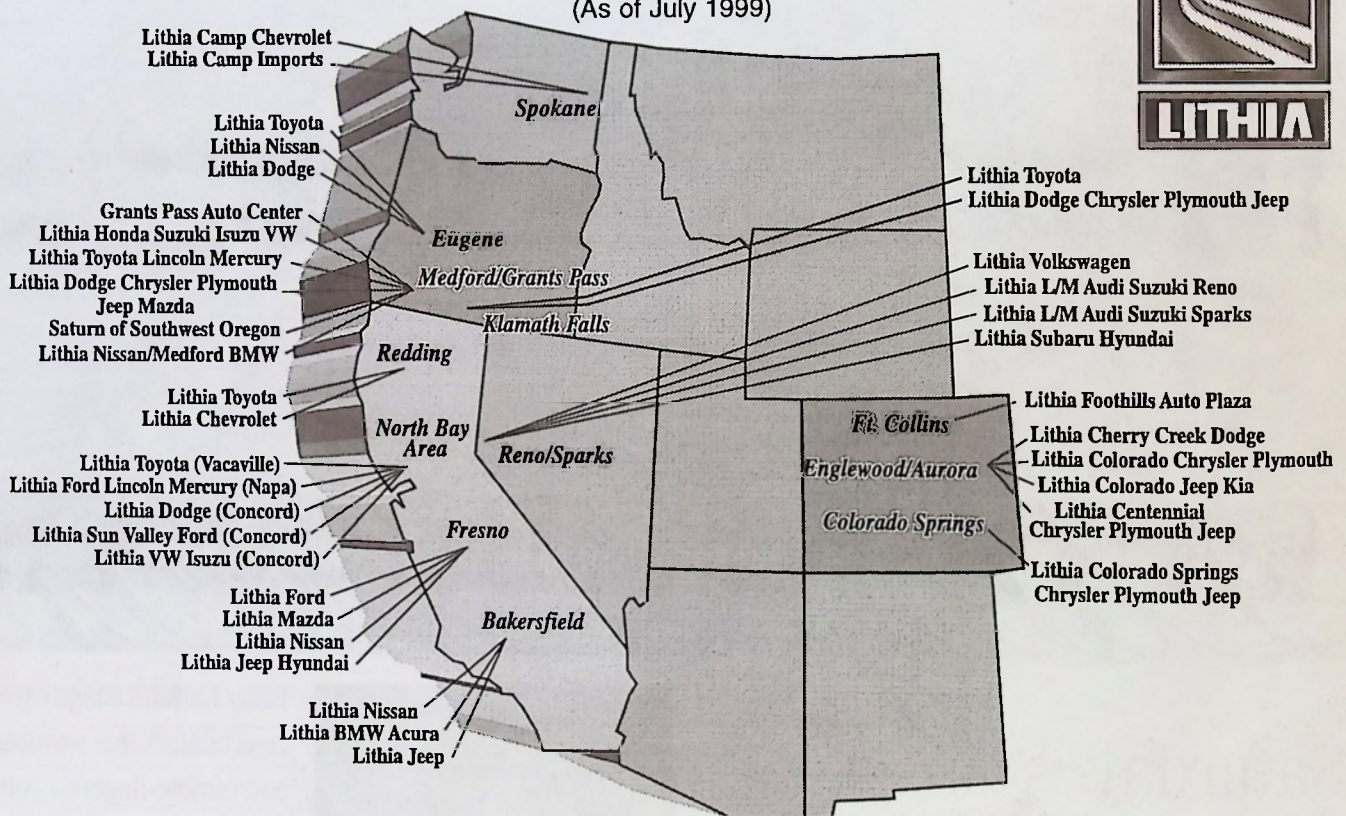 (As of July 1999)
LITHIA
Lithia Camp Chevrolet
Lithia Camp Imports
Spokane
Lithia Toyota
Lithia Nissan
Lithia Dodge
Eugene
Grants Pass Auto Center
Lithia Honda Suzuki Isuzu VW
Lithia Toyota Lincoln Mercury
Lithia Dodge Chrysler Plymouth
Jeep Mazda
Saturn of Southwest Oregon
Lithia Nissan/Medford BMW
Medford/Grants Pass
Klamath Falls
Lithia Toyota
Lithia Dodge Chrysler Plymouth Jeep
Redding
Lithia Toyota
Lithia Chevrolet
North Bay
Area
Lithia Toyota (Vacaville)
Lithia Ford Lincoln Mercury (Napa)
Lithia Dodge (Concord)
Lithia Sun Valley Ford (Concord)
Lithia VW Isuzu (Concord)
Reno/Sparks
Lithia Volkswagen
Lithia L/M Audi Suzuki Reno
Lithia L/M Audi Suzuki Sparks
Lithia Subaru Hyundai
Fresno
Lithia Ford
Lithia Mazda
Lithia Nissan
Lithia Jeep Hyundai
Bakersfield
Lithia Nissan
Lithia BMW Acura
Lithia Jeep
Ft. Collins
Lithia Foothills Auto Plaza
Englewood/Aurora
Lithia Cherry Creek Dodge
Lithia Colorado Chrysler Plymouth
Lithia Colorado Jeep Kia
Lithia Centennial
Chrysler Plymouth Jeep
Colorado Springs
Lithia Colorado Springs
Chrysler Plymouth Jeep